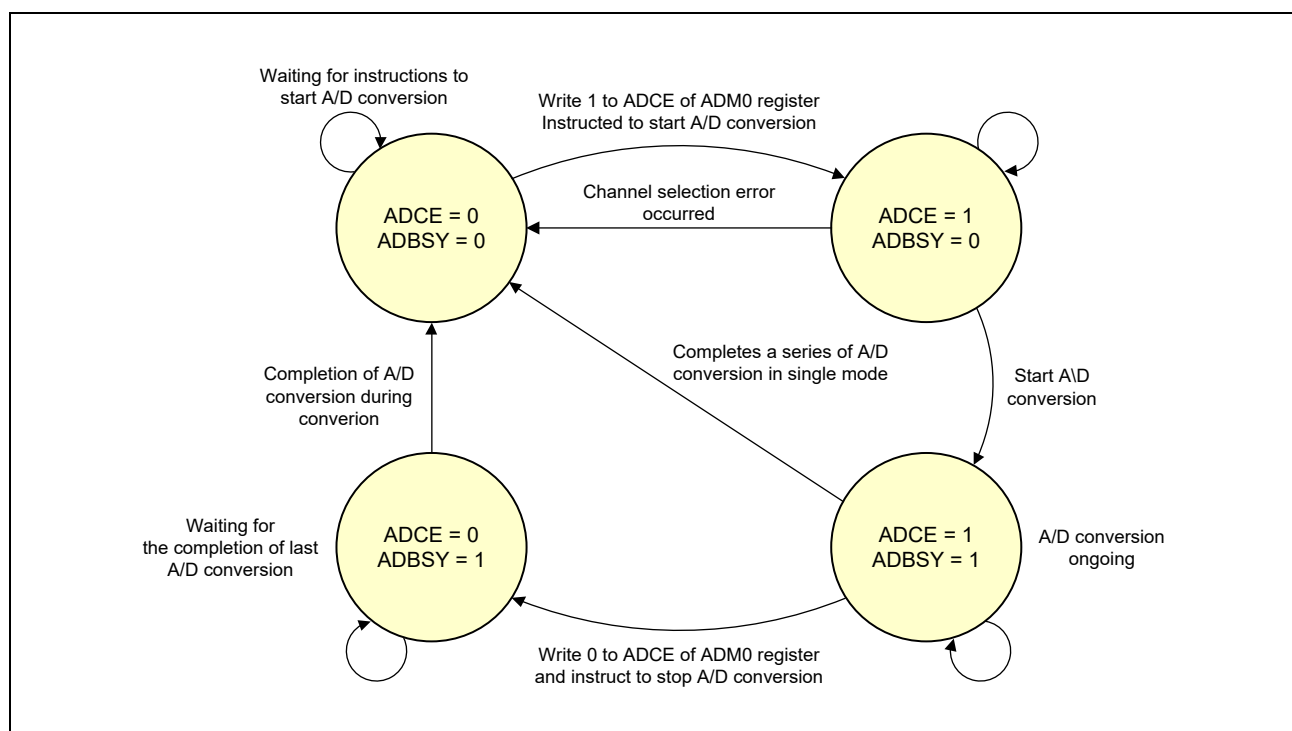 Waiting for instructions to
start A/D conversion
Write 1 to ADCE of ADM0 register
Instructed to start A/D conversion
ADCE = 0
ADBSY = 0
Channel selection error
occurred
ADCE = 1
ADBSY = 0
Completion of A/D
conversion during
converion
Completes a series of A/D
conversion in single mode
Start A\D
conversion
Waiting for
the completion of last
A/D conversion
ADCE = 0
ADBSY = 1
ADCE = 1
ADBSY = 1
A/D conversion
ongoing
Write 0 to ADCE of ADM0 register
and instruct to stop A/D conversion